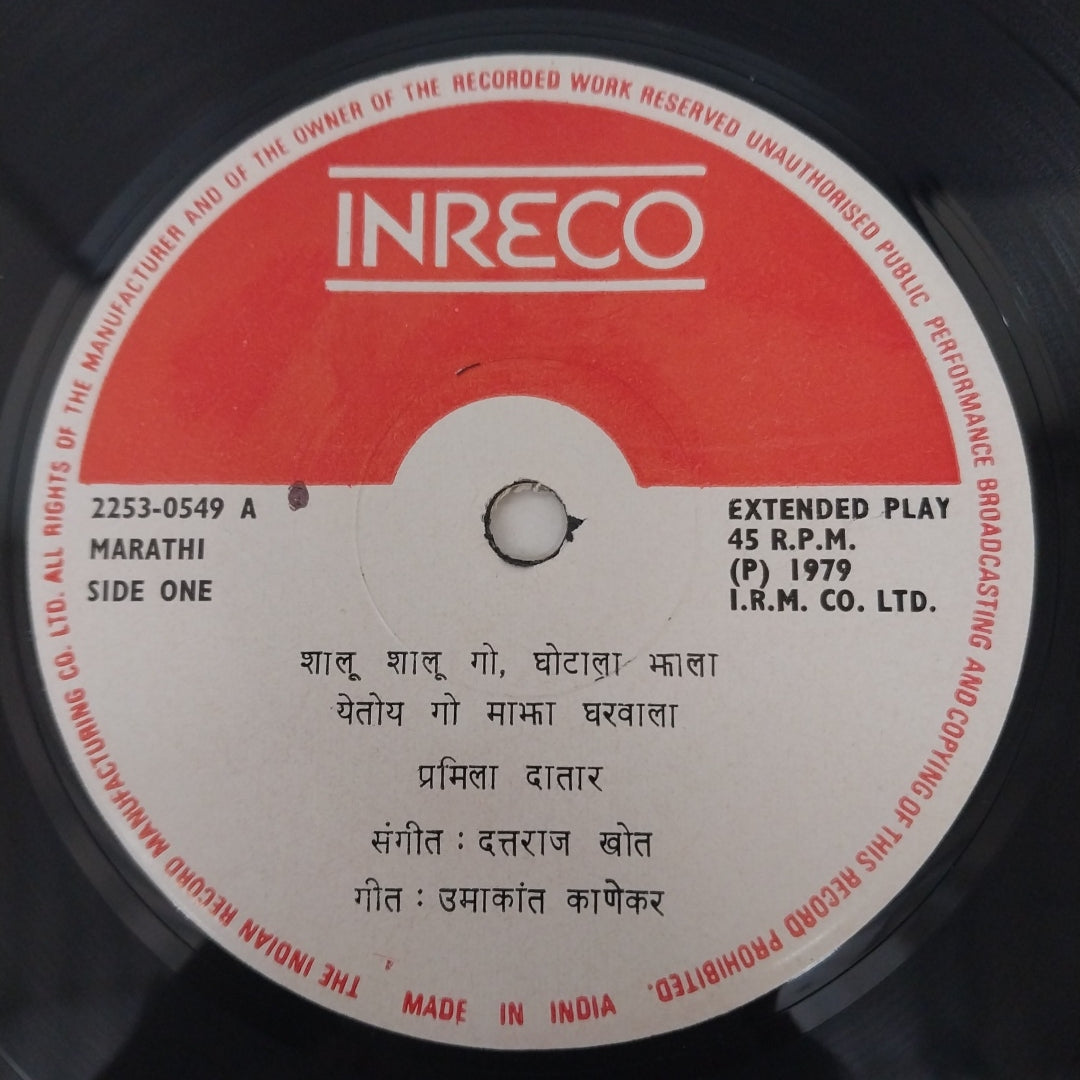 THE INDIAN RECORD MANUFACTURING CO. LTD. ALL RIGHTS OF THE MANUFACTURER AND OF THE OWNER OF THE RECORDED WORK RESERVED UNAUTHORISED PUBLIC PERFORMANCE BROADCASTING AND COPYING OF THIS RECORD PROHIBITED.
INRECO
2253-0549 A
MARATHI
SIDE ONE
EXTENDED PLAY
45 R.P.M.
(P) 1979
I.R.M. CO. LTD.
शालू शालू गो, घोटाला झाला
येतोय गो माझा घरवाला
प्रमिला दातार
संगीत : दत्तराज खोत
गीत : उमाकांत काणेकर
MADE IN INDIA